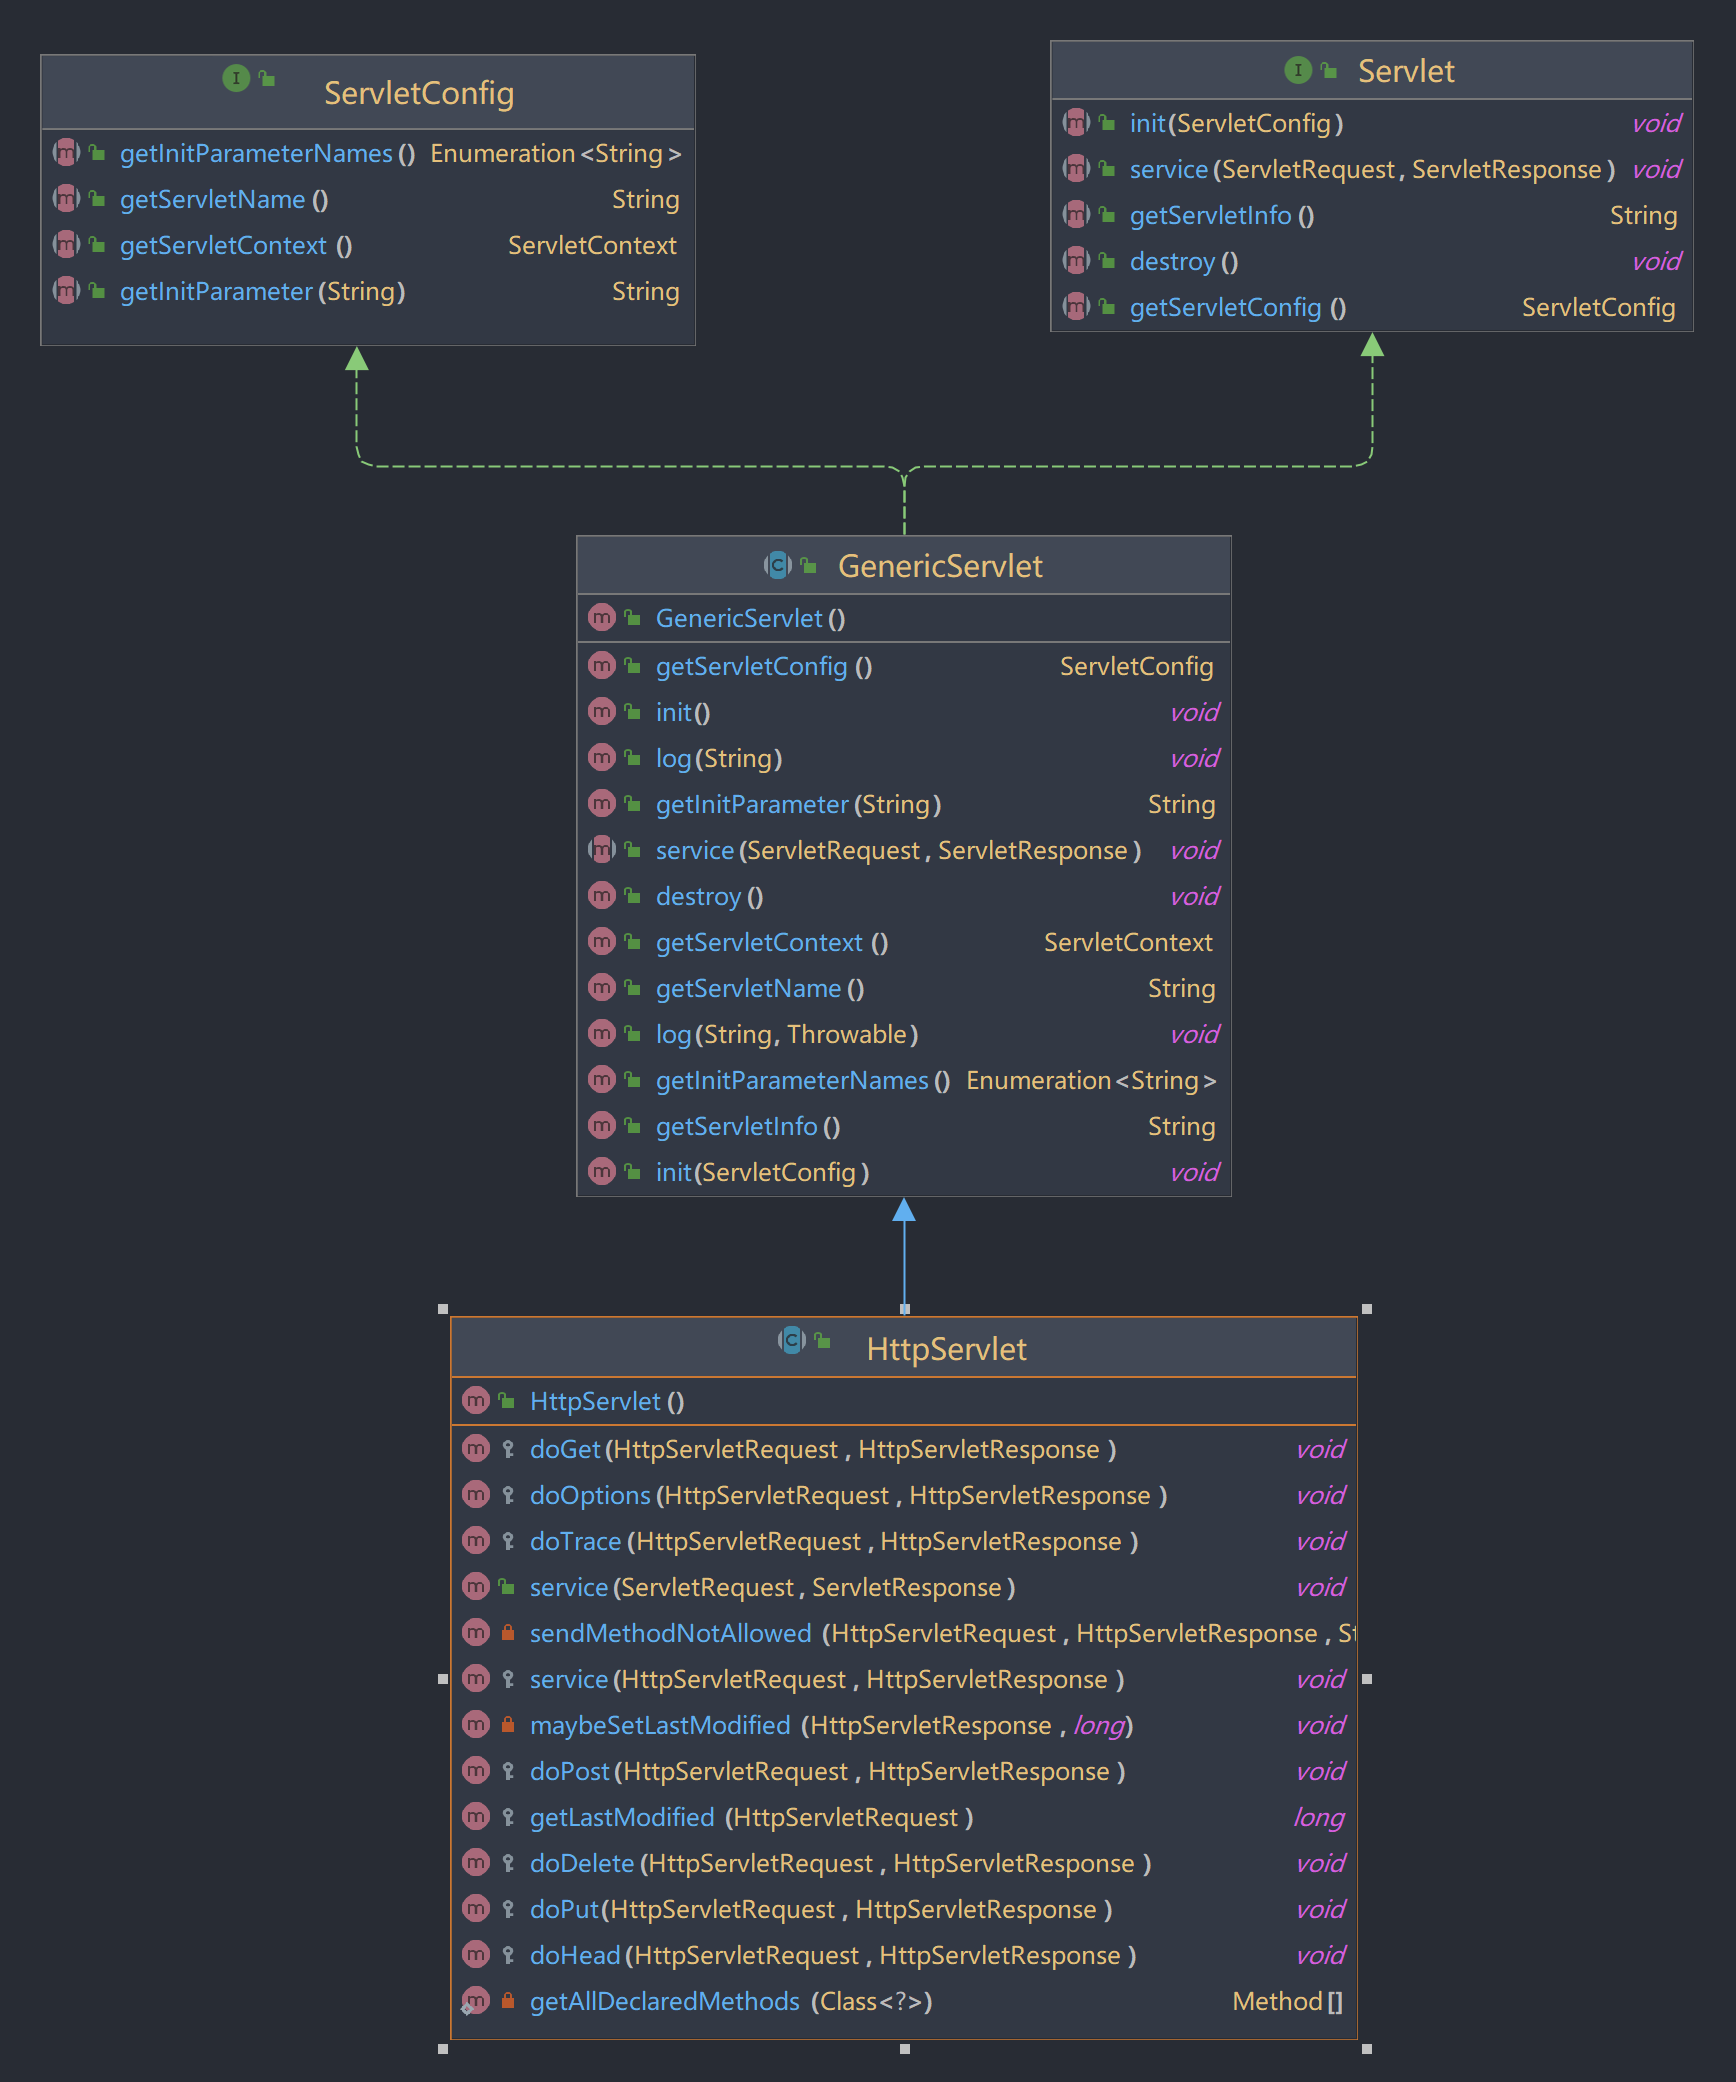 ServletConfig
getInitParameterNames() Enumeration<String>
getServletName() String
getServletContext() ServletContext
getInitParameter(String) String
Servlet
init(ServletConfig) void
service(ServletRequest, ServletResponse) void
getServletInfo() String
destroy() void
getServletConfig() ServletConfig
GenericServlet
GenericServlet()
getServletConfig() ServletConfig
init() void
log(String) void
getInitParameter(String) String
service(ServletRequest, ServletResponse) void
destroy() void
getServletContext() ServletContext
getServletName() String
log(String, Throwable) void
getInitParameterNames() Enumeration<String>
getServletInfo() String
init(ServletConfig) void
HttpServlet
HttpServlet()
doGet(HttpServletRequest, HttpServletResponse) void
doOptions(HttpServletRequest, HttpServletResponse) void
doTrace(HttpServletRequest, HttpServletResponse) void
service(ServletRequest, ServletResponse) void
sendMethodNotAllowed(HttpServletRequest, HttpServletResponse,
service(HttpServletRequest, HttpServletResponse) void
maybeSetLastModified(HttpServletResponse, long) void
doPost(HttpServletRequest, HttpServletResponse) void
getLastModified(HttpServletRequest) long
doDelete(HttpServletRequest, HttpServletResponse) void
doPut(HttpServletRequest, HttpServletResponse) void
doHead(HttpServletRequest, HttpServletResponse) void
getAllDeclaredMethods(Class<?>) Method[]